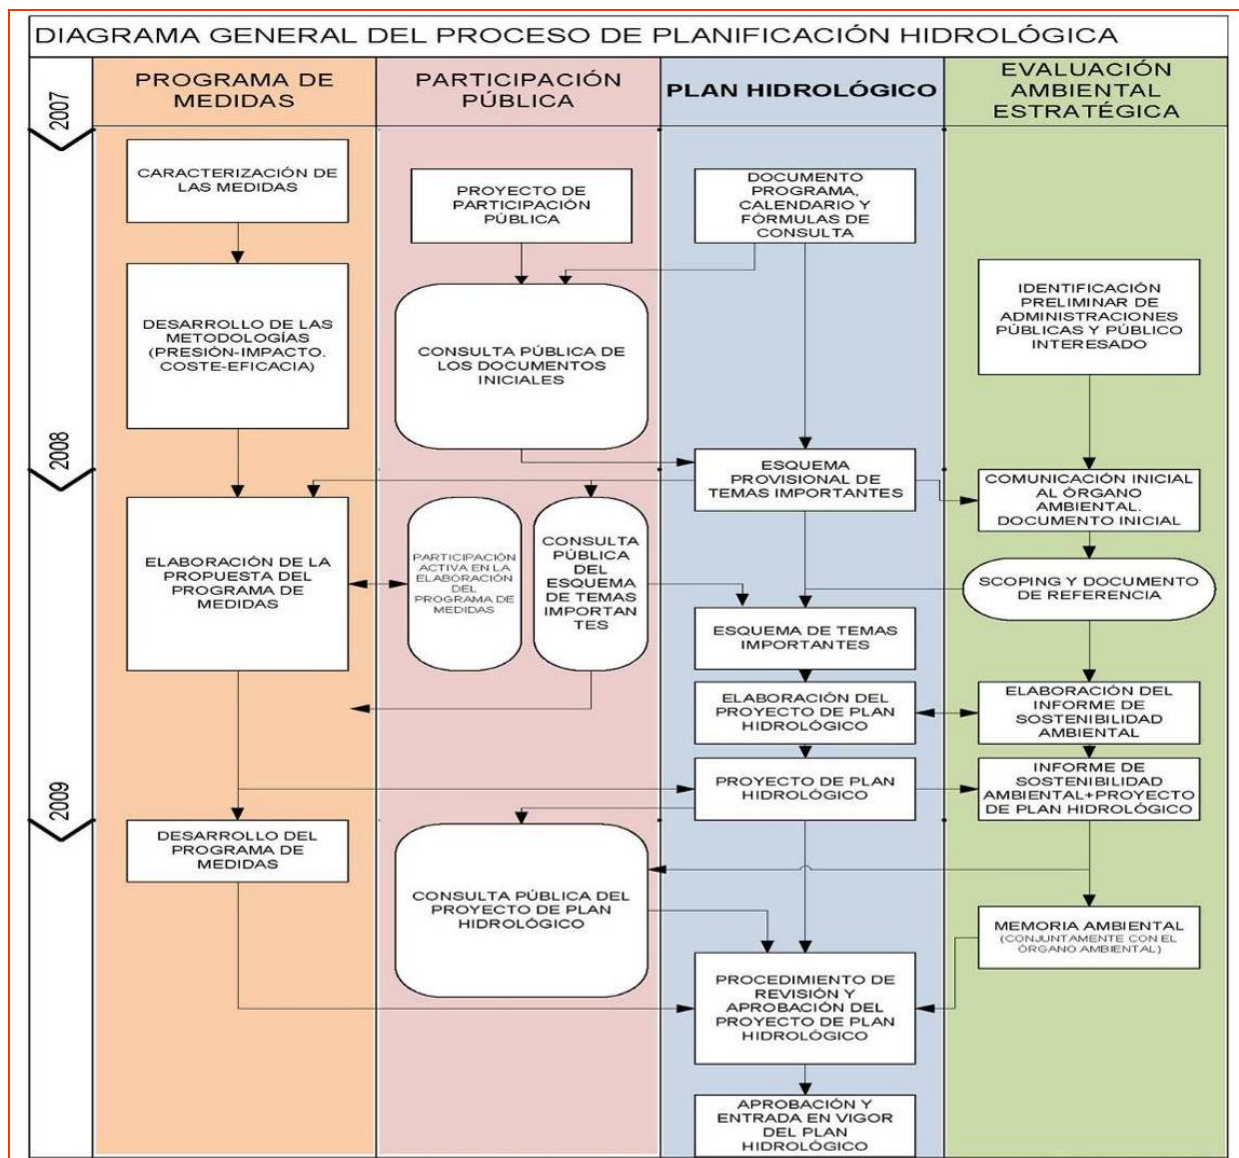 DIAGRAMA GENERAL DEL PROCESO DE PLANIFICACIÓN HIDROLÓGICA
2007
2008
2009
PROGRAMA DE
MEDIDAS
CARACTERIZACIÓN DE
LAS MEDIDAS
DESARROLLO DE LAS
METODOLOGÍAS
(PRESIÓN-IMPACTO.
COSTE-EFICACIA)
ELABORACIÓN DE LA
PROPUESTA DEL
PROGRAMA DE
MEDIDAS
DESARROLLO DEL
PROGRAMA DE
MEDIDAS
PARTICIPACIÓN
PÚBLICA
PROYECTO DE
PARTICIPACIÓN
PÚBLICA
CONSULTA PÚBLICA DE
LOS DOCUMENTOS
INICIALES
PARTICIPACIÓN
ACTIVA EN LA
ELABORACIÓN
DEL
PROGRAMA DE
MEDIDAS
CONSULTA
PÚBLICA
DEL
ESQUEMA
DE TEMAS
IMPORTAN
TES
CONSULTA PÚBLICA DEL
PROYECTO DE PLAN
HIDROLÓGICO
PLAN HIDROLÓGICO
DOCUMENTO
PROGRAMA,
CALENDARIO Y
FÓRMULAS DE
CONSULTA
ESQUEMA
PROVISIONAL DE
TEMAS IMPORTANTES
ESQUEMA DE TEMAS
IMPORTANTES
ELABORACIÓN DEL
PROYECTO DE PLAN
HIDROLÓGICO
PROYECTO DE PLAN
HIDROLÓGICO
PROCEDIMIENTO DE
REVISIÓN Y
APROBACIÓN DEL
PROYECTO DE PLAN
HIDROLÓGICO
APROBACIÓN Y
ENTRADA EN VIGOR
DEL PLAN
HIDROLÓGICO
EVALUACIÓN
AMBIENTAL
ESTRATÉGICA
IDENTIFICACIÓN
PRELIMINAR DE
ADMINISTRACIONES
PÚBLICAS Y PÚBLICO
INTERESADO
COMUNICACIÓN INICIAL
AL ÓRGANO
AMBIENTAL.
DOCUMENTO INICIAL
SCOPING Y DOCUMENTO
DE REFERENCIA
ELABORACIÓN DEL
INFORME DE
SOSTENIBILIDAD
AMBIENTAL
INFORME DE
SOSTENIBILIDAD
AMBIENTAL+PROYECTO
DE PLAN HIDROLÓGICO
MEMORIA AMBIENTAL
(CONJUNTAMENTE CON EL
ÓRGANO AMBIENTAL)